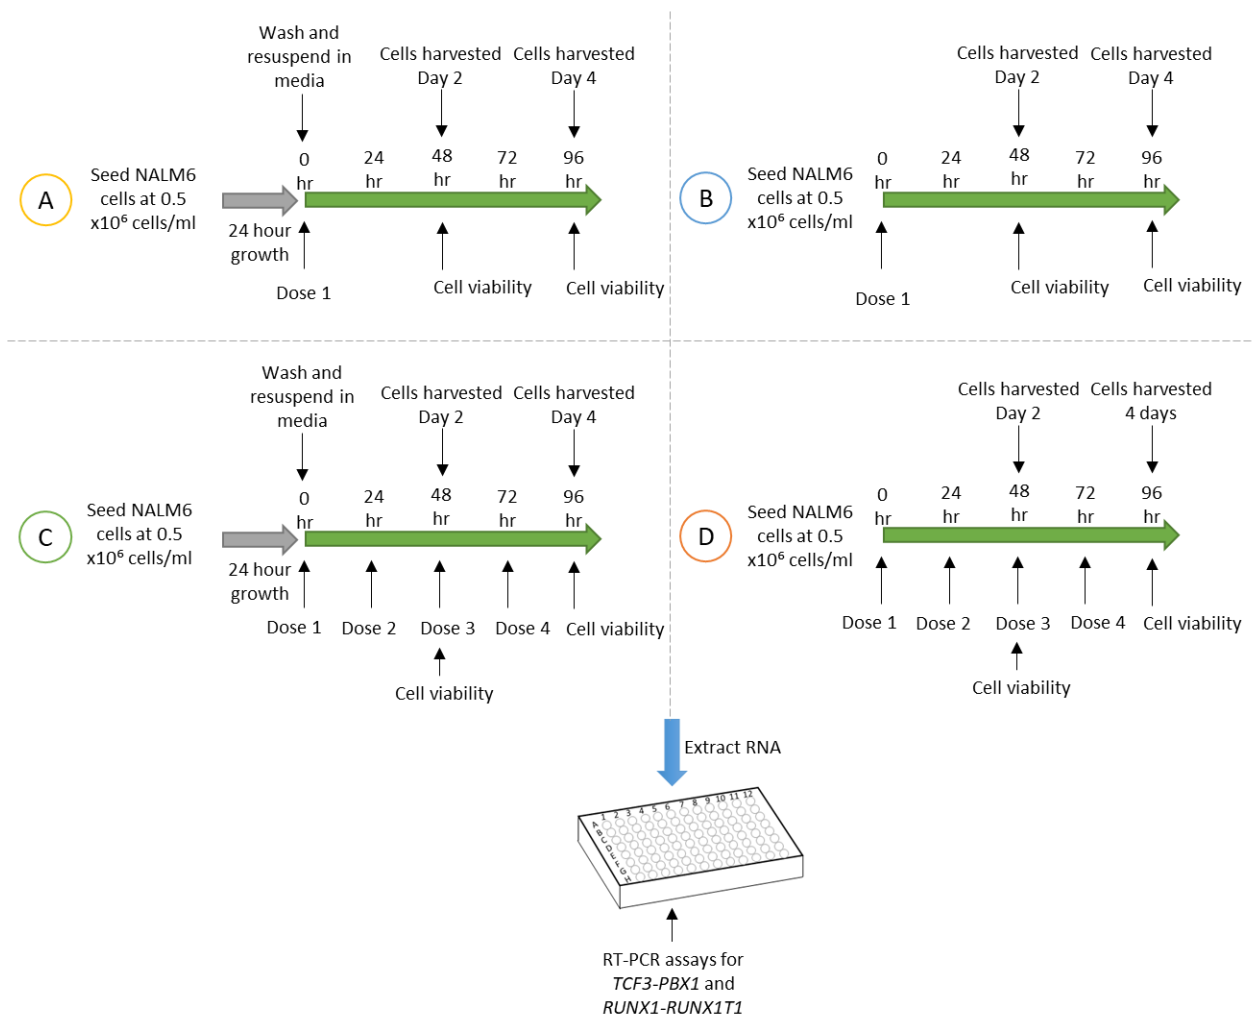 Wash and
resuspend in
media
Cells harvested
Day 2
Cells harvested
Day 4
0
hr
24
hr
48
hr
72
hr
96
hr
A
Seed NALM6
cells at 0.5
x10⁶ cells/ml
24 hour
growth
Dose 1
Cell viability
Cell viability
Cells harvested
Day 2
Cells harvested
Day 4
0
hr
24
hr
48
hr
72
hr
96
hr
B
Seed NALM6
cells at 0.5
x10⁶ cells/ml
Dose 1
Cell viability
Cell viability
Wash and
resuspend in
media
Cells harvested
Day 2
Cells harvested
Day 4
0
hr
24
hr
48
hr
72
hr
96
hr
C
Seed NALM6
cells at 0.5
x10⁶ cells/ml
24 hour
growth
Dose 1
Dose 2
Dose 3
Dose 4
Cell viability
Cell viability
Cells harvested
Day 2
Cells harvested
4 days
0
hr
24
hr
48
hr
72
hr
96
hr
D
Seed NALM6
cells at 0.5
x10⁶ cells/ml
Dose 1
Dose 2
Dose 3
Dose 4
Cell viability
Cell viability
Extract RNA
1 2 3 4 5 6 7 8 9 10 11 12
A
B
C
D
E
F
G
H
RT-PCR assays for
TCF3-PBX1 and
RUNX1-RUNX1T1